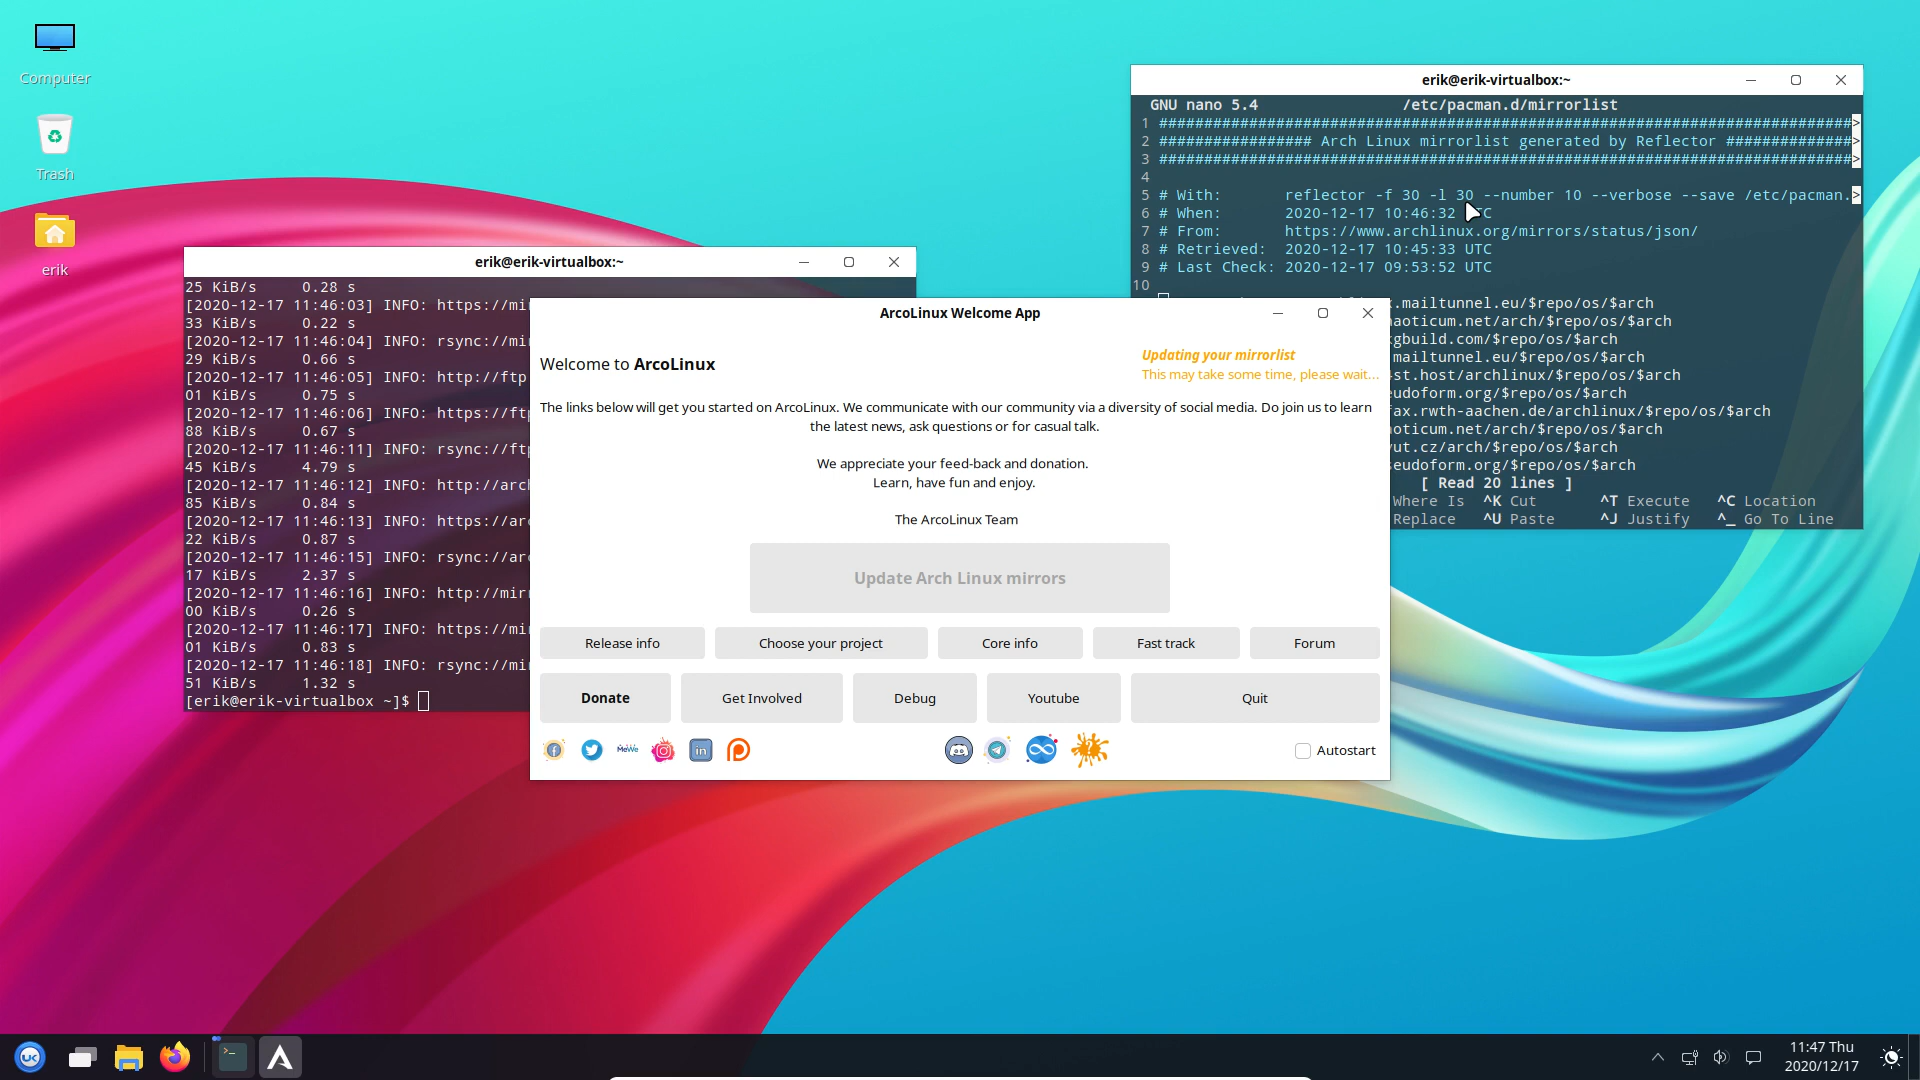 Computer
Trash
erik
erik@erik-virtualbox:~
GNU nano 5.4 /etc/pacman.d/mirrorlist
1 #############################################################################>
2 ################# Arch Linux mirrorlist generated by Reflector ##############>
3 #############################################################################>
4
5 # With: reflector -f 30 -l 30 --number 10 --verbose --save /etc/pacman.>
6 # When: 2020-12-17 10:46:32 UTC
7 # From: https://www.archlinux.org/mirrors/status/json/
8 # Retrieved: 2020-12-17 10:45:33 UTC
9 # Last Check: 2020-12-17 09:53:52 UTC
10
.mailtunnel.eu/$repo/os/$arch
aoticum.net/arch/$repo/os/$arch
gbuild.com/$repo/os/$arch
mailtunnel.eu/$repo/os/$arch
st.host/archlinux/$repo/os/$arch
eudoform.org/$repo/os/$arch
fax.rwth-aachen.de/archlinux/$repo/os/$arch
oticum.net/arch/$repo/os/$arch
ut.cz/arch/$repo/os/$arch
eudoform.org/$repo/os/$arch
[ Read 20 lines ]
Where Is ^K Cut ^T Execute ^C Location
Replace ^U Paste ^J Justify ^_ Go To Line
erik@erik-virtualbox:~
25 KiB/s 0.28 s
[2020-12-17 11:46:03] INFO: https://mi
33 KiB/s 0.22 s
[2020-12-17 11:46:04] INFO: rsync://mi
29 KiB/s 0.66 s
[2020-12-17 11:46:05] INFO: http://ftp
01 KiB/s 0.75 s
[2020-12-17 11:46:06] INFO: https://ft
88 KiB/s 0.67 s
[2020-12-17 11:46:11] INFO: rsync://ft
45 KiB/s 4.79 s
[2020-12-17 11:46:12] INFO: http://arc
85 KiB/s 0.84 s
[2020-12-17 11:46:13] INFO: https://ar
22 KiB/s 0.87 s
[2020-12-17 11:46:15] INFO: rsync://ar
17 KiB/s 2.37 s
[2020-12-17 11:46:16] INFO: http://mir
00 KiB/s 0.26 s
[2020-12-17 11:46:17] INFO: https://mi
01 KiB/s 0.83 s
[2020-12-17 11:46:18] INFO: rsync://mi
51 KiB/s 1.32 s
[erik@erik-virtualbox ~]$
ArcoLinux Welcome App
Welcome to ArcoLinux
Updating your mirrorlist
This may take some time, please wait...
The links below will get you started on ArcoLinux. We communicate with our community via a diversity of social media. Do join us to learn
the latest news, ask questions or for casual talk.
We appreciate your feed-back and donation.
Learn, have fun and enjoy.
The ArcoLinux Team
Update Arch Linux mirrors
Release info Choose your project Core info Fast track Forum
Donate Get Involved Debug Youtube Quit
MeWe in Autostart
11:47 Thu
2020/12/17